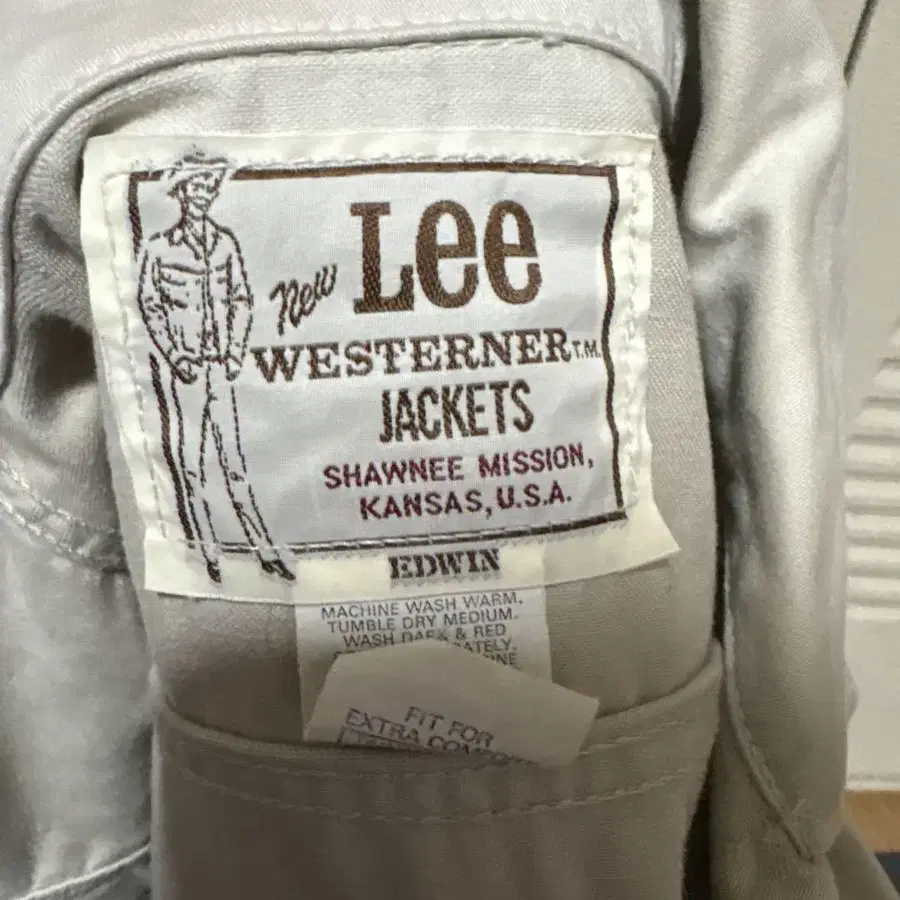 New Lee
WESTERNER T.M.
JACKETS
SHAWNEE MISSION,
KANSAS, U.S.A.
EDWIN
MACHINE WASH WARM.
TUMBLE DRY MEDIUM.
WASH DARK & RED
FIT FOR
EXTRA